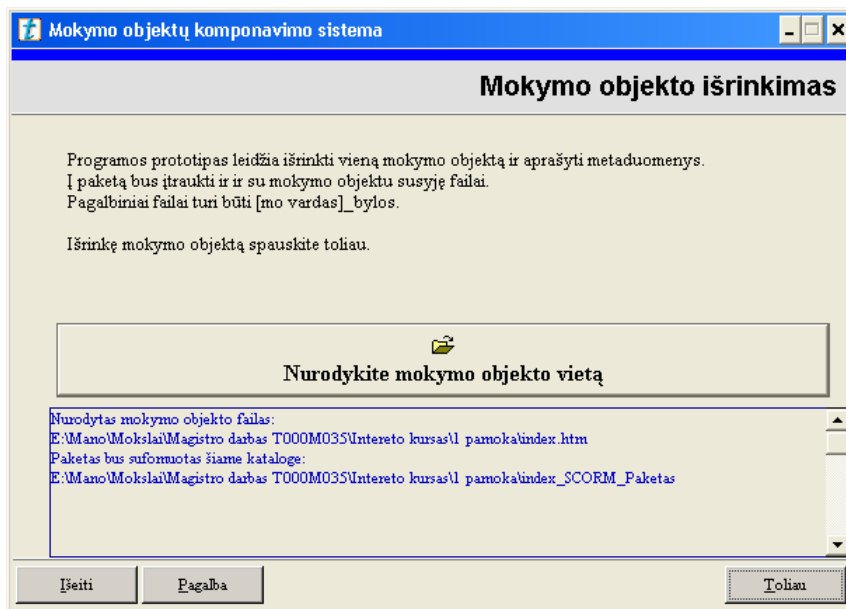 Mokymo objektų komponavimo sistema
Mokymo objekto išrinkimas
Programos prototipas leidžia išrinkti vieną mokymo objektą ir aprašyti metaduomenys.
Į paketą bus įtraukti ir ir su mokymo objektu susyję failai.
Pagalbiniai failai turi būti [mo vardas]_bylos.
Išrinkę mokymo objektą spauskite toliau.
Nurodykite mokymo objekto vietą
Nurodytas mokymo objekto failas:
E:\Mano\Mokslai\Magistro darbas T000M035\Intereto kursas\1 pamoka\index.htm
Paketas bus sufomuotas šiame kataloge:
E:\Mano\Mokslai\Magistro darbas T000M035\Intereto kursas\1 pamoka\index_SCORM_Paketas
Išeiti
Pagalba
Toliau